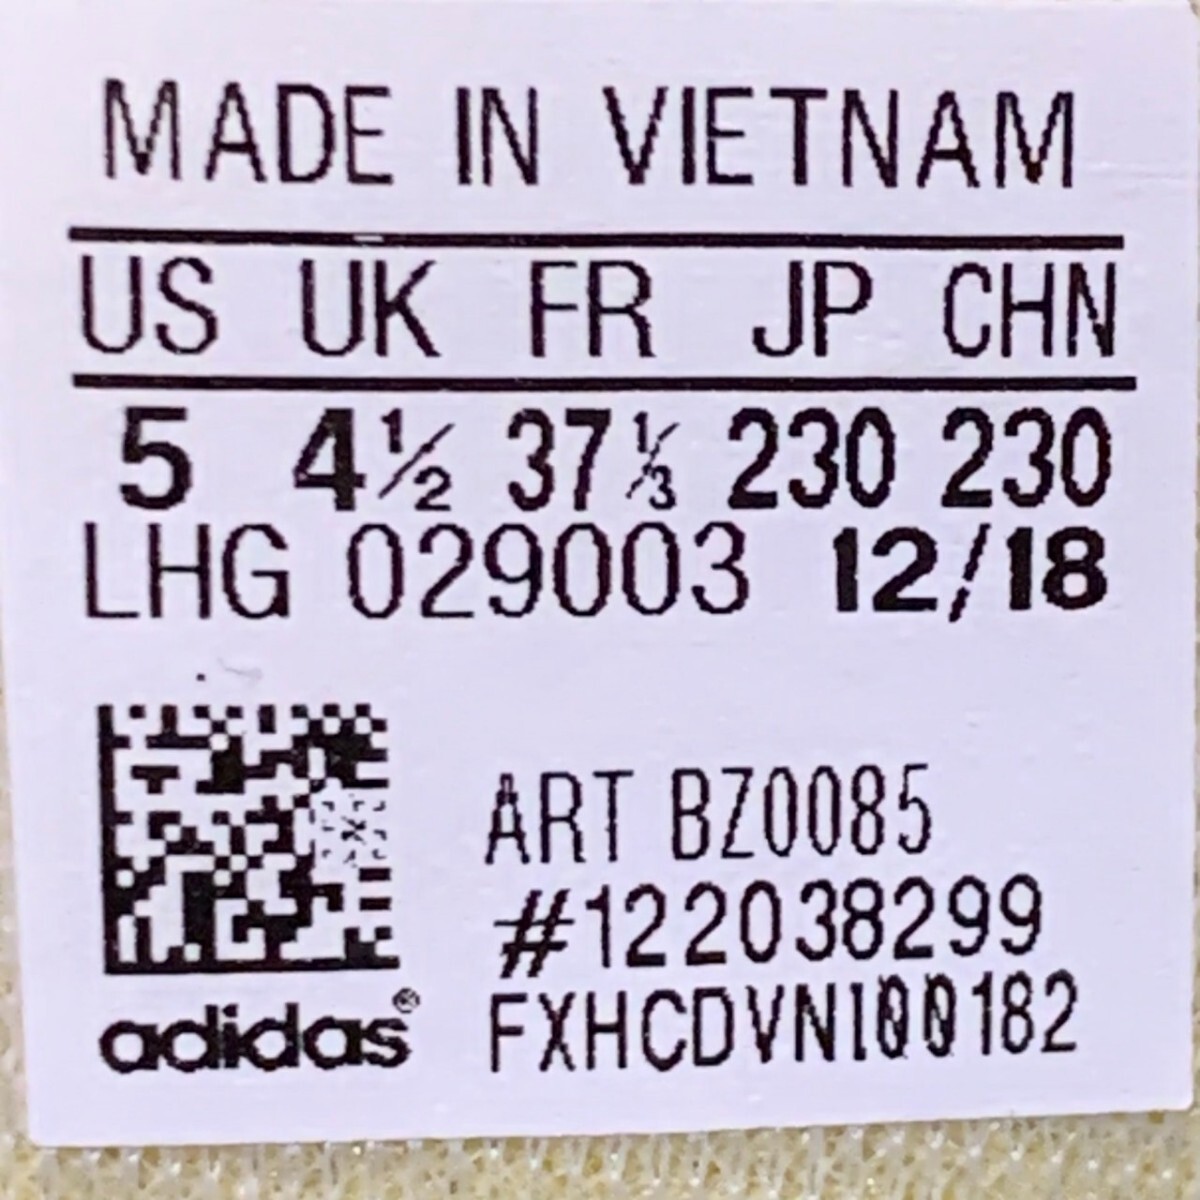 MADE IN VIETNAM
US UK FR JP CHN
5 4½ 37⅓ 230 230
LHG 029003 12/18
ART BZ0085
#122038299
FXHCDVNI00182
adidas®